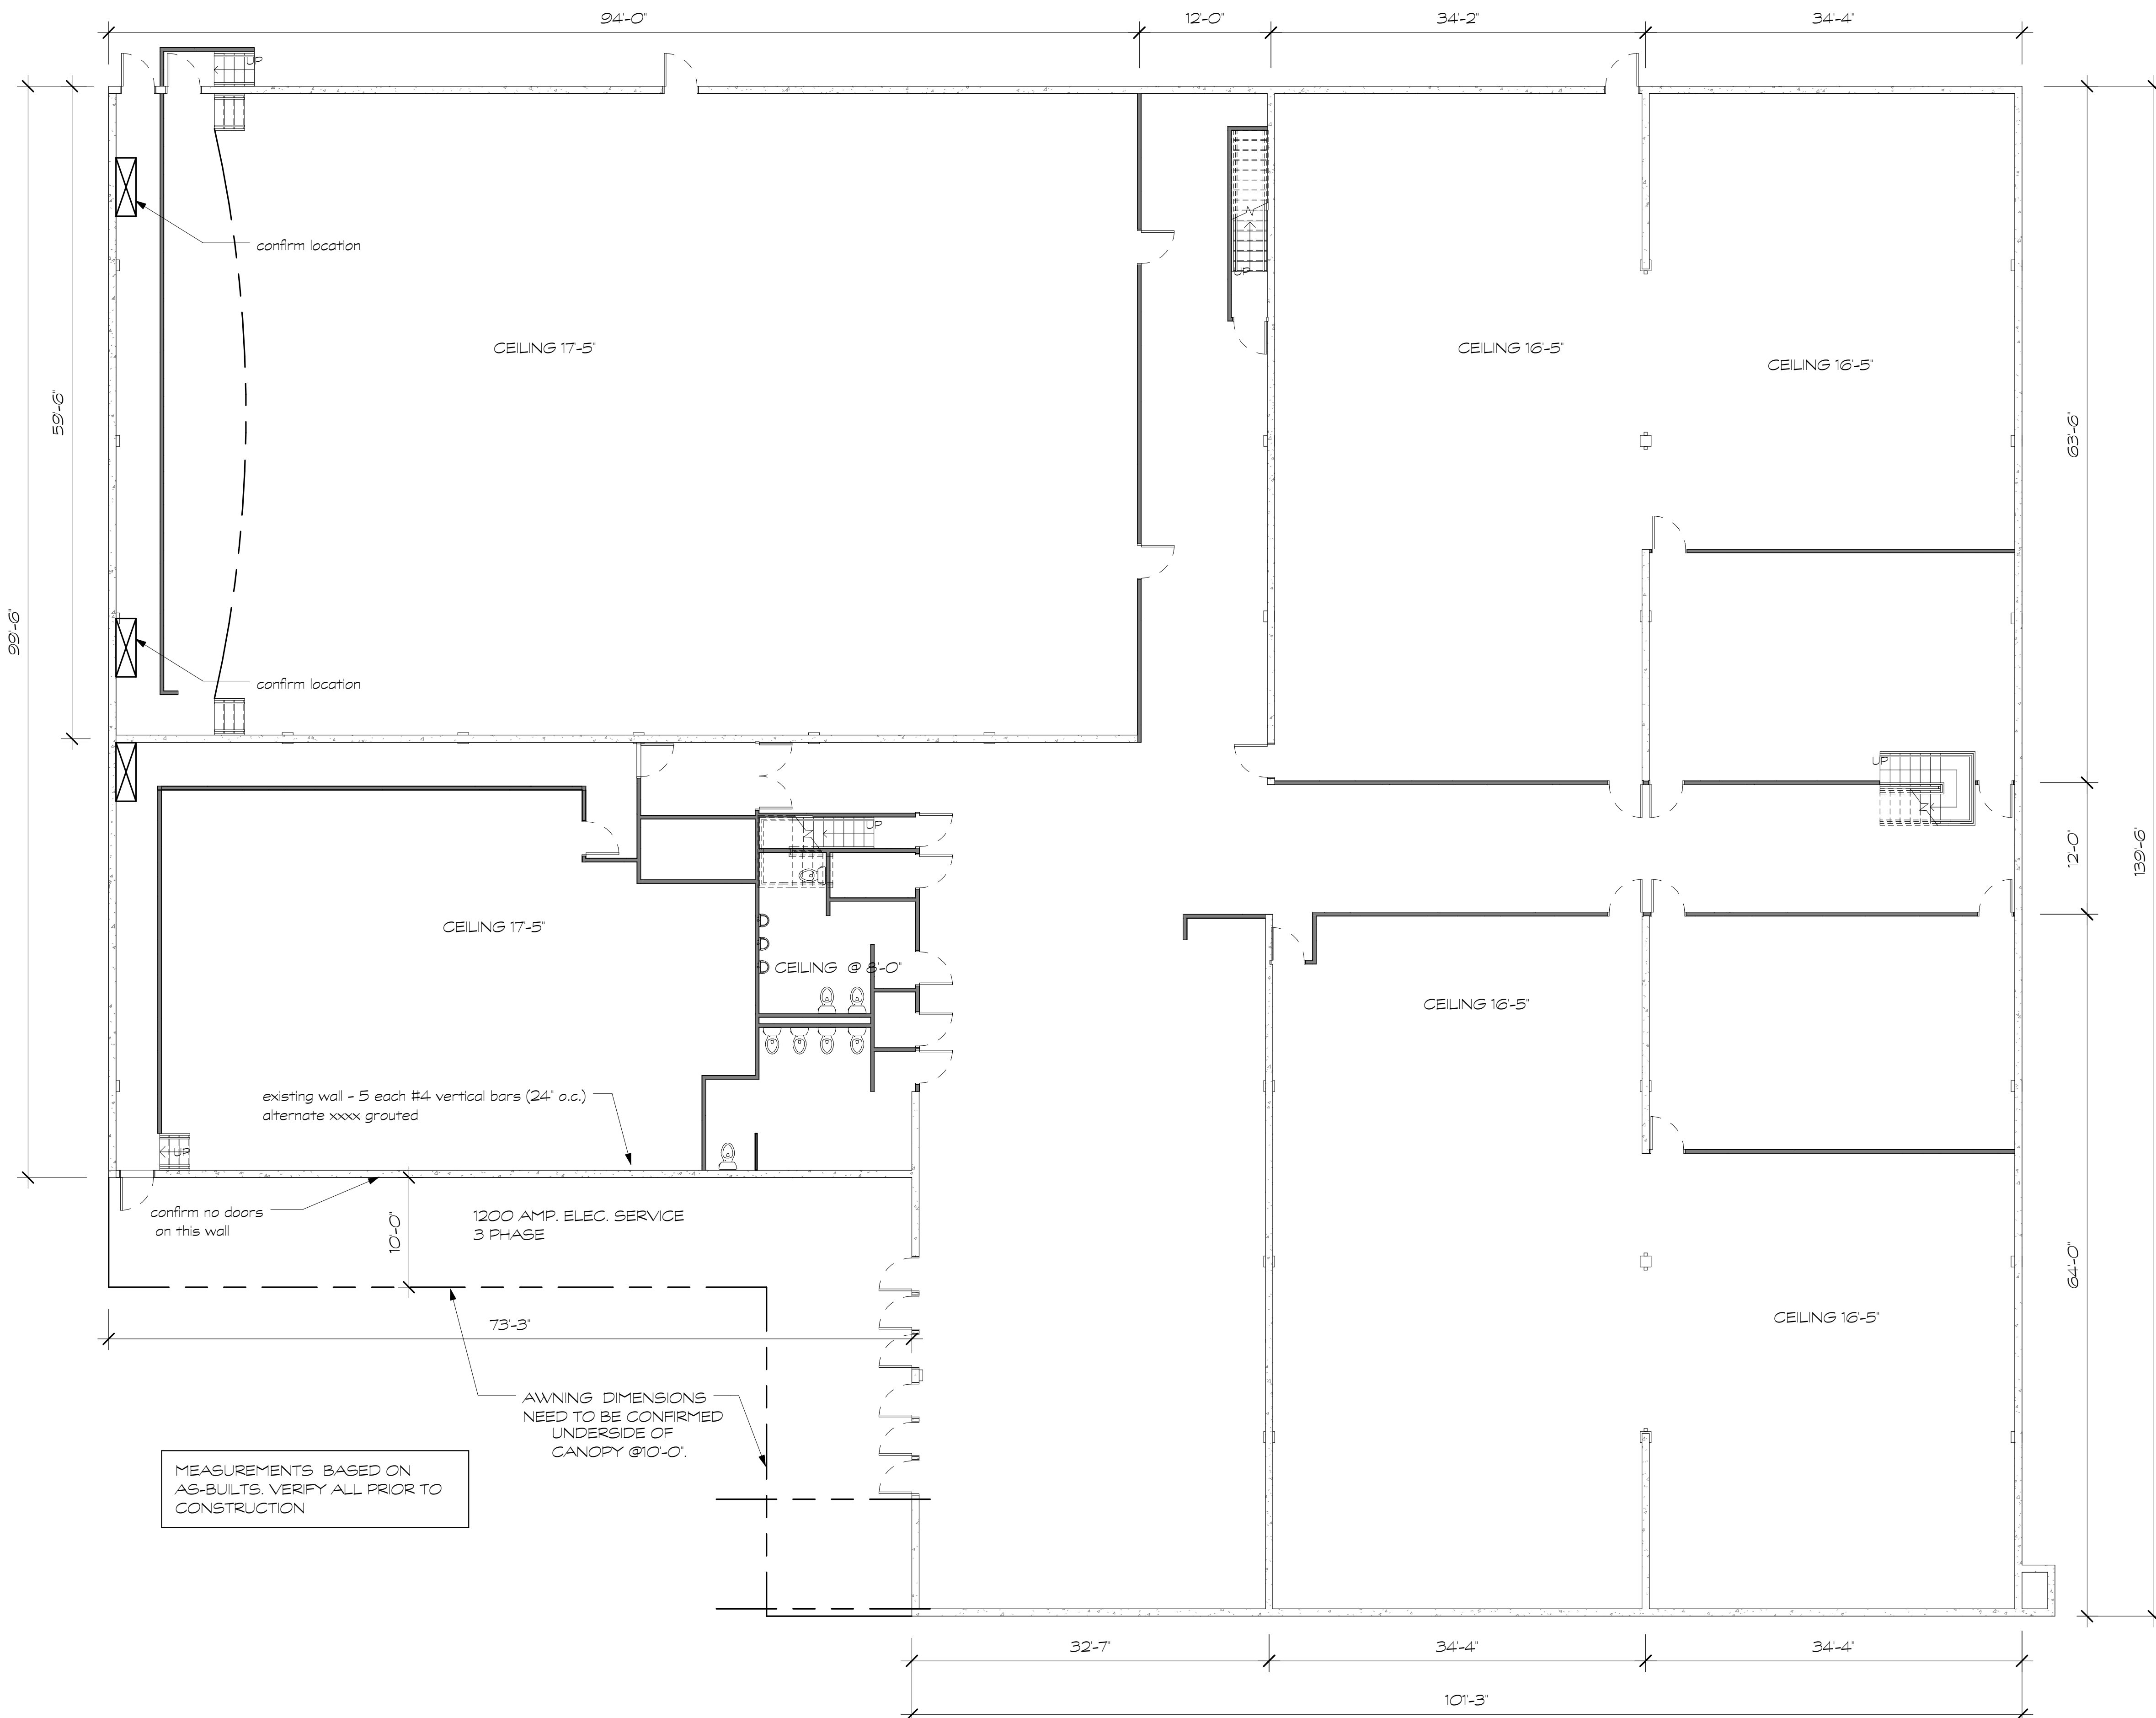 94'-0"
12'-0"
34'-2"
34'-4"
UP
confirm location
UP
CEILING 17'-5"
CEILING 16'-5"
CEILING 16'-5"
59'-6"
63'-6"
99'-6"
confirm location
UP
UP
12'-0"
139'-6"
CEILING 17'-5"
CEILING @ 8'-0"
CEILING 16'-5"
existing wall - 5 each #4 vertical bars (24" o.c.)
alternate xxxx grouted
UP
confirm no doors
on this wall
10'-0"
1200 AMP. ELEC. SERVICE
3 PHASE
64'-0"
73'-3"
CEILING 16'-5"
AWNING DIMENSIONS
NEED TO BE CONFIRMED
UNDERSIDE OF
CANOPY @10'-0".
MEASUREMENTS BASED ON
AS-BUILTS. VERIFY ALL PRIOR TO
CONSTRUCTION
32'-7"
34'-4"
34'-4"
101'-3"